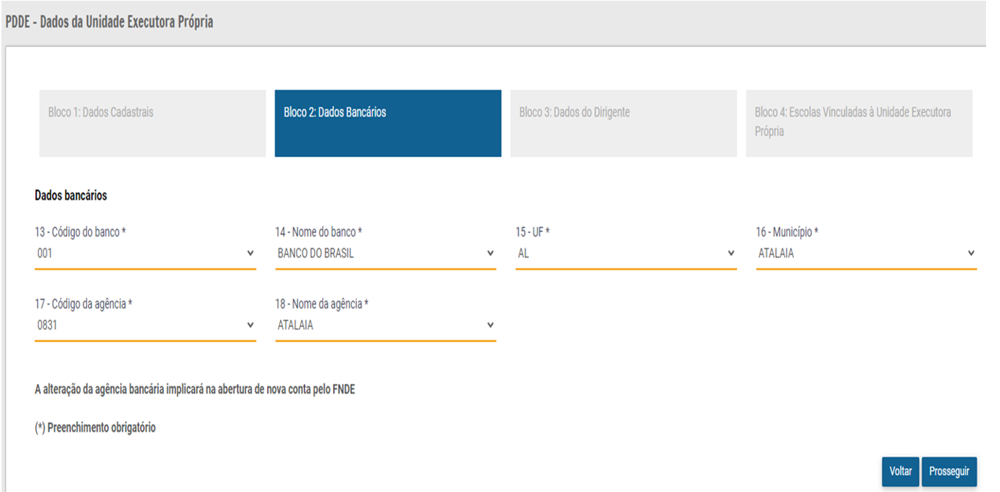 PDDE - Dados da Unidade Executora Própria
Bloco 1: Dados Cadastrais
Bloco 2: Dados Bancários
Bloco 3: Dados do Dirigente
Bloco 4: Escolas Vinculadas à Unidade Executora
Própria
Dados bancários
13 - Código do banco *
14 - Nome do banco *
15 - UF *
16 - Município *
001
BANCO DO BRASIL
AL
ATALAIA
17 - Código da agência *
18 - Nome da agência *
0831
ATALAIA
A alteração da agência bancária implicará na abertura de nova conta pelo FNDE
(*) Preenchimento obrigatório
Voltar
Prosseguir